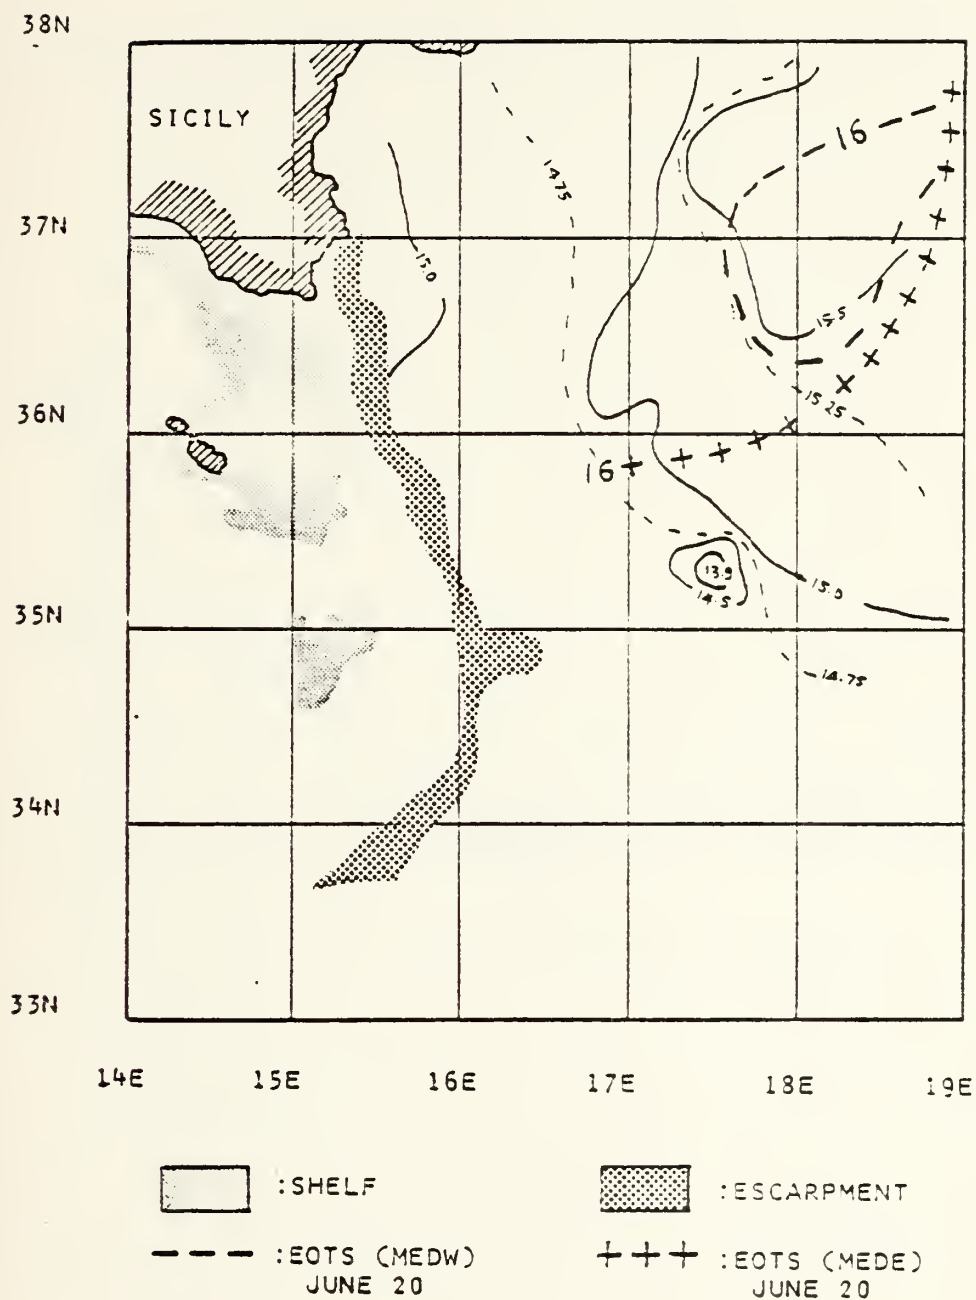 38N
SICILY
16
14.75
37N
15.0
15.5
15.25
36N
16
13.9
14.5
15.0
35N
14.75
34N
33N
14E 15E 16E 17E 18E 19E
:SHELF :ESCARPMENT
:EOTS (MEDW) :EOTS (MEDE)
JUNE 20 JUNE 20